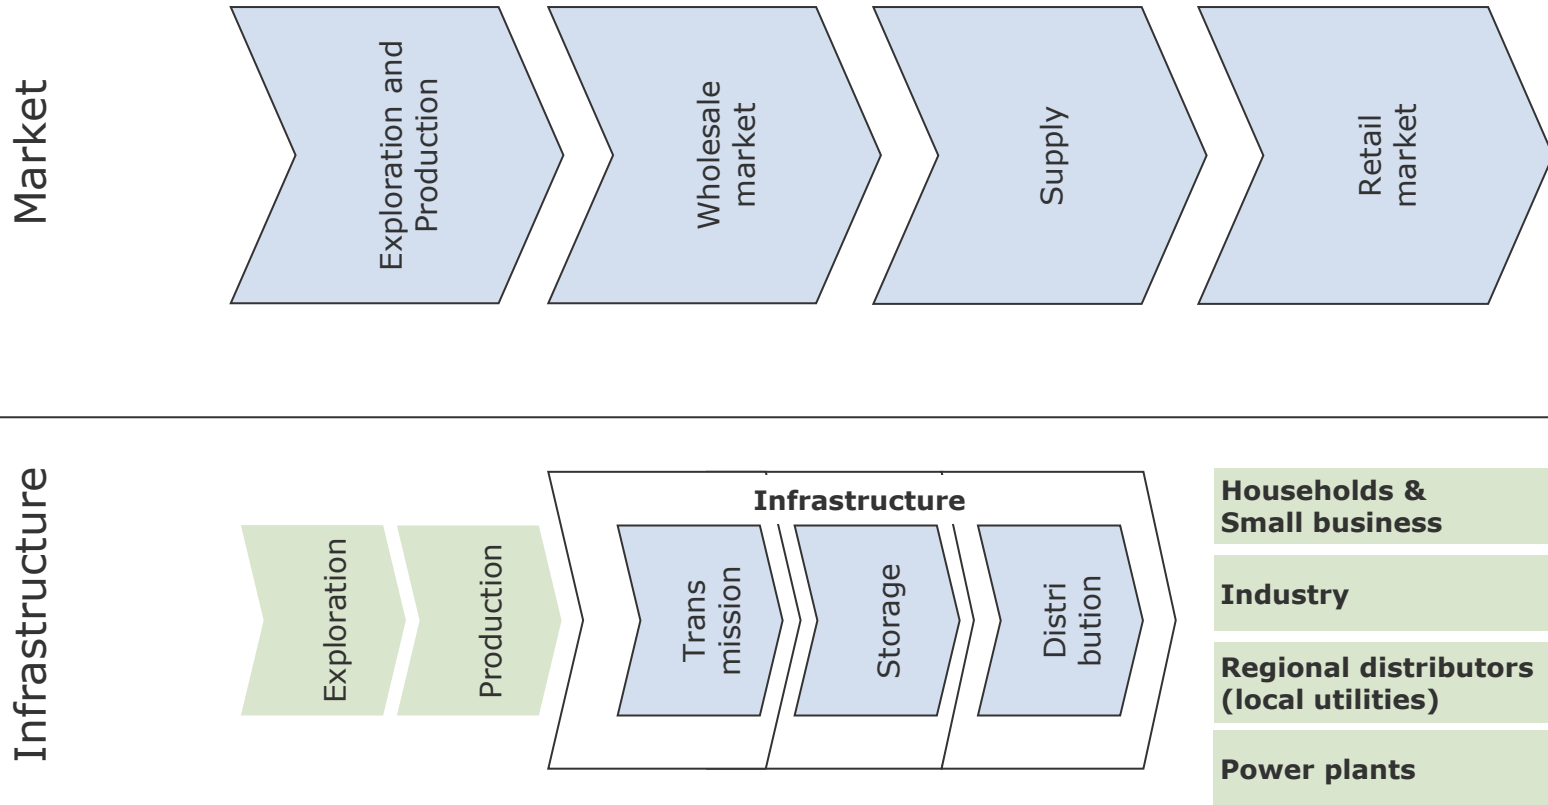 Market
Exploration and
Production
Wholesale
market
Supply
Retail
market
Infrastructure
Exploration
Production
Infrastructure
Trans
mission
Storage
Distri
bution
Households &
Small business
Industry
Regional distributors
(local utilities)
Power plants